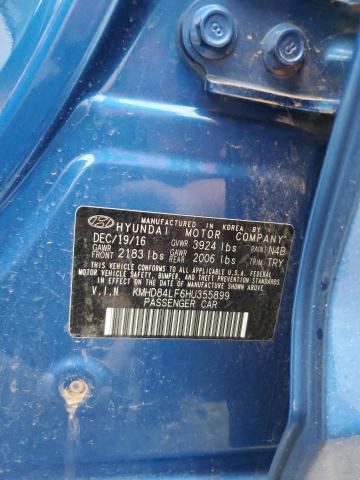 MANUFACTURED IN KOREA BY
HYUNDAI MOTOR COMPANY
DEC/19/16 GVWR 3924 lbs PAINT N4B
GAWR FRONT 2183 lbs GAWR REAR 2006 lbs TRIM TRY
THIS VEHICLE CONFORMS TO ALL APPLICABLE U.S.A FEDERAL
MOTOR VEHICLE SAFETY, BUMPER, AND THEFT PREVENTION
STANDARDS IN EFFECT ON THE DATE OF MANUFACTURE SHOWN ABOVE.
V.I.N KMHD84LF6HU355899
PASSENGER CAR